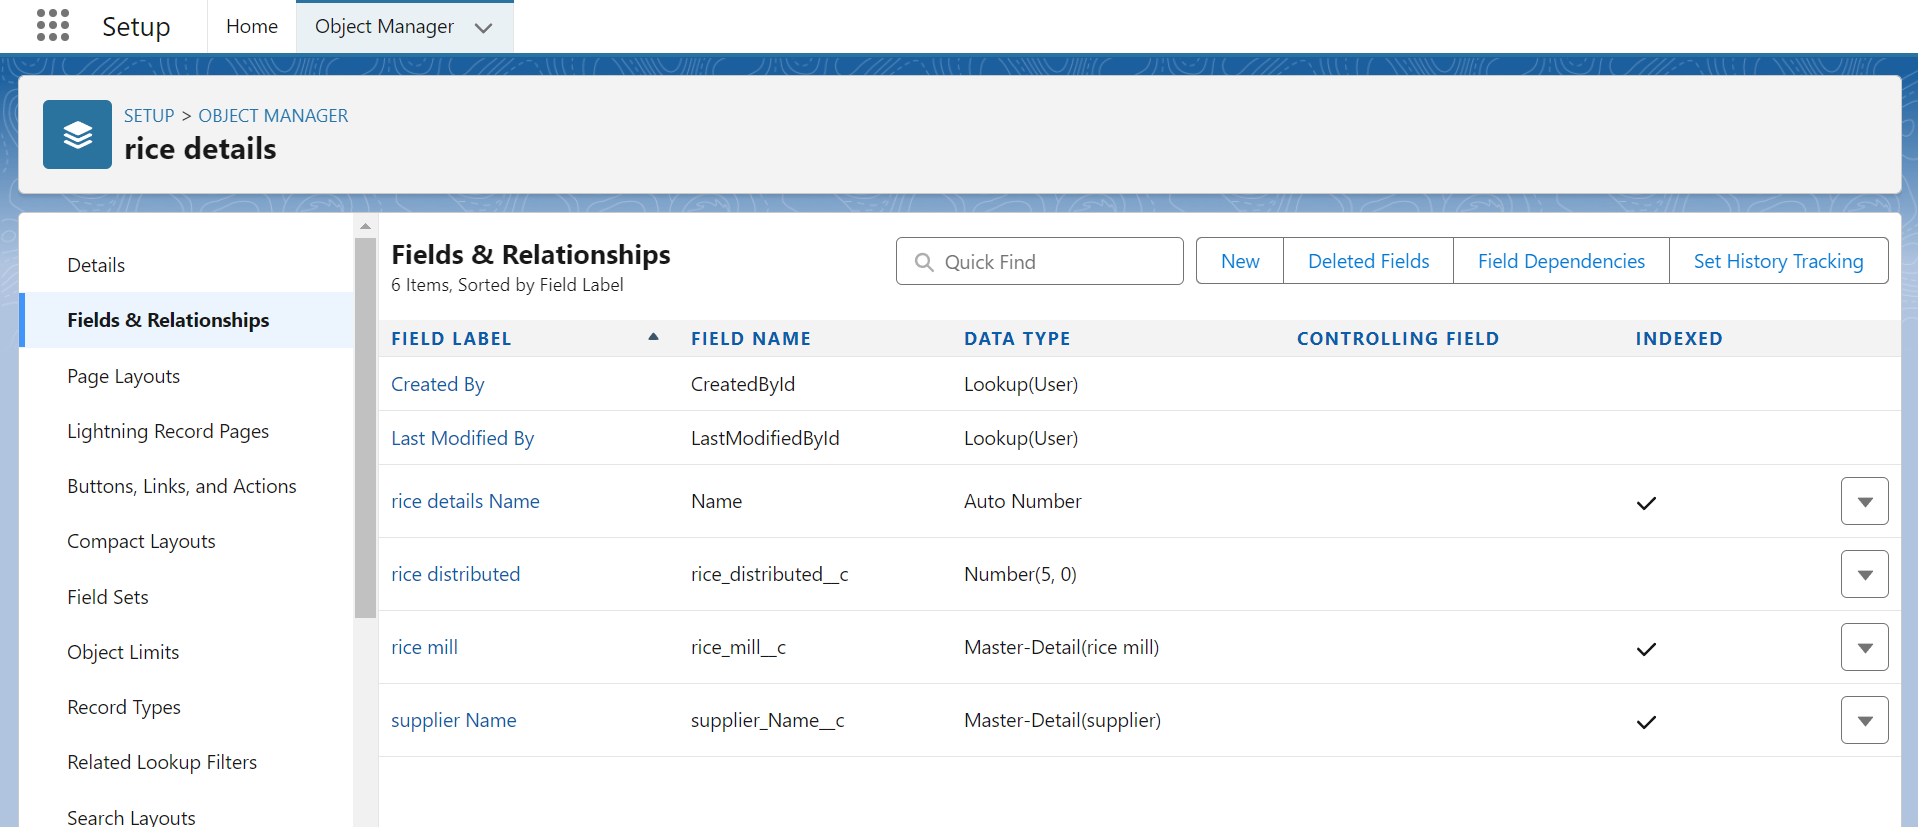 Setup
Home
Object Manager
SETUP > OBJECT MANAGER
rice details
Details
Fields & Relationships
Page Layouts
Lightning Record Pages
Buttons, Links, and Actions
Compact Layouts
Field Sets
Object Limits
Record Types
Related Lookup Filters
Search Layouts
Fields & Relationships
6 Items, Sorted by Field Label
Quick Find
New
Deleted Fields
Field Dependencies
Set History Tracking
FIELD LABEL FIELD NAME DATA TYPE CONTROLLING FIELD INDEXED
Created By CreatedById Lookup(User)
Last Modified By LastModifiedById Lookup(User)
rice details Name Name Auto Number
rice distributed rice_distributed__c Number(5, 0)
rice mill rice_mill__c Master-Detail(rice mill)
supplier Name supplier_Name__c Master-Detail(supplier)